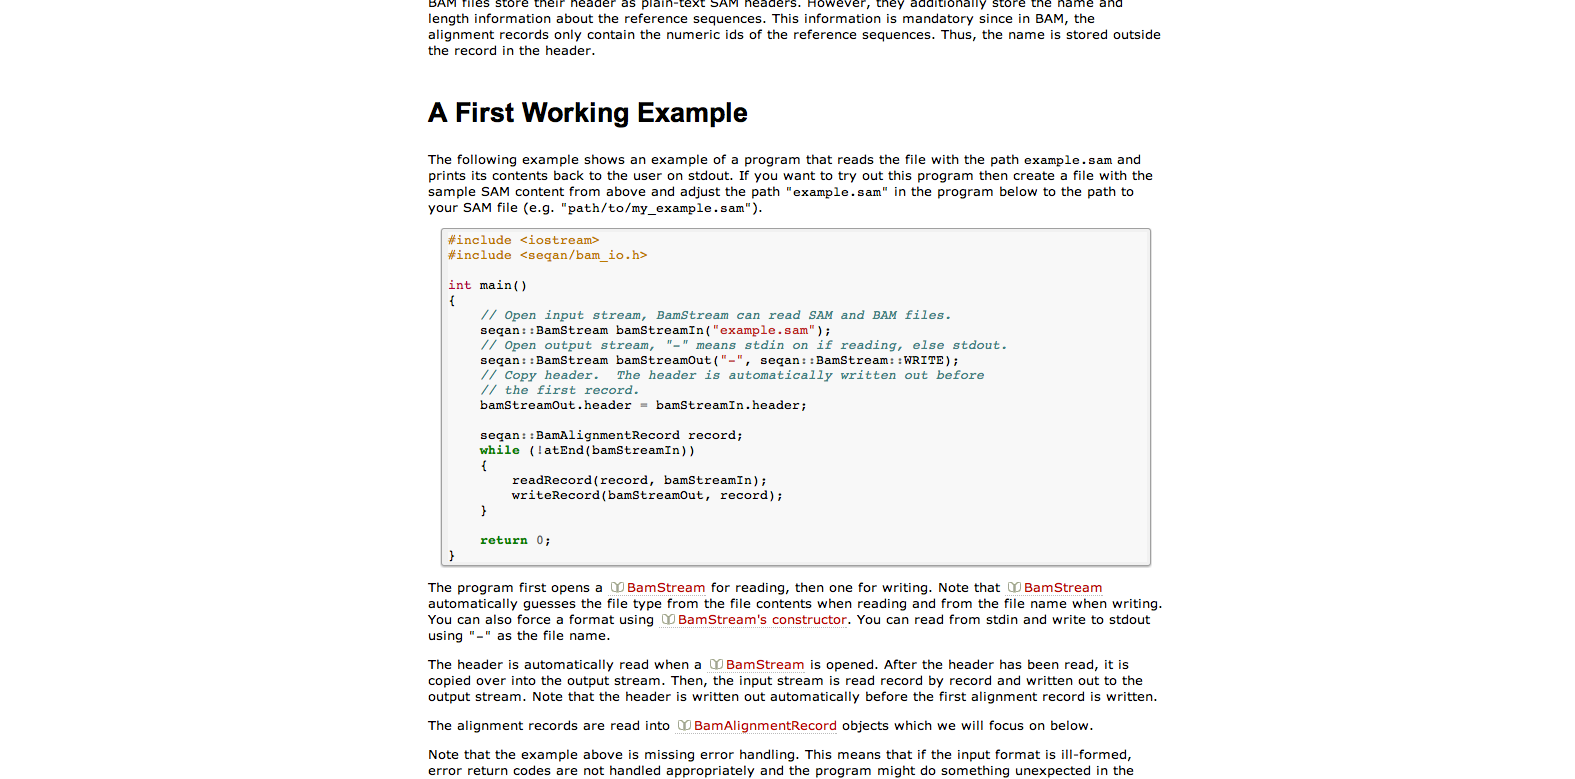 BAM files store their header as plain-text SAM headers. However, they additionally store the name and
length information about the reference sequences. This information is mandatory since in BAM, the
alignment records only contain the numeric ids of the reference sequences. Thus, the name is stored outside
the record in the header.
A First Working Example
The following example shows an example of a program that reads the file with the path example.sam and
prints its contents back to the user on stdout. If you want to try out this program then create a file with the
sample SAM content from above and adjust the path "example.sam" in the program below to the path to
your SAM file (e.g. "path/to/my_example.sam").
#include <iostream>
#include <seqan/bam_io.h>
int main()
{
// Open input stream, BamStream can read SAM and BAM files.
seqan::BamStream bamStreamIn("example.sam");
// Open output stream, "-" means stdin on if reading, else stdout.
seqan::BamStream bamStreamOut("-", seqan::BamStream::WRITE);
// Copy header.  The header is automatically written out before
// the first record.
bamStreamOut.header = bamStreamIn.header;
seqan::BamAlignmentRecord record;
while (!atEnd(bamStreamIn))
{
readRecord(record, bamStreamIn);
writeRecord(bamStreamOut, record);
}
return 0;
}
The program first opens a BamStream for reading, then one for writing. Note that BamStream
automatically guesses the file type from the file contents when reading and from the file name when writing.
You can also force a format using BamStream's constructor. You can read from stdin and write to stdout
using "-" as the file name.
The header is automatically read when a BamStream is opened. After the header has been read, it is
copied over into the output stream. Then, the input stream is read record by record and written out to the
output stream. Note that the header is written out automatically before the first alignment record is written.
The alignment records are read into BamAlignmentRecord objects which we will focus on below.
Note that the example above is missing error handling. This means that if the input format is ill-formed,
error return codes are not handled appropriately and the program might do something unexpected in the